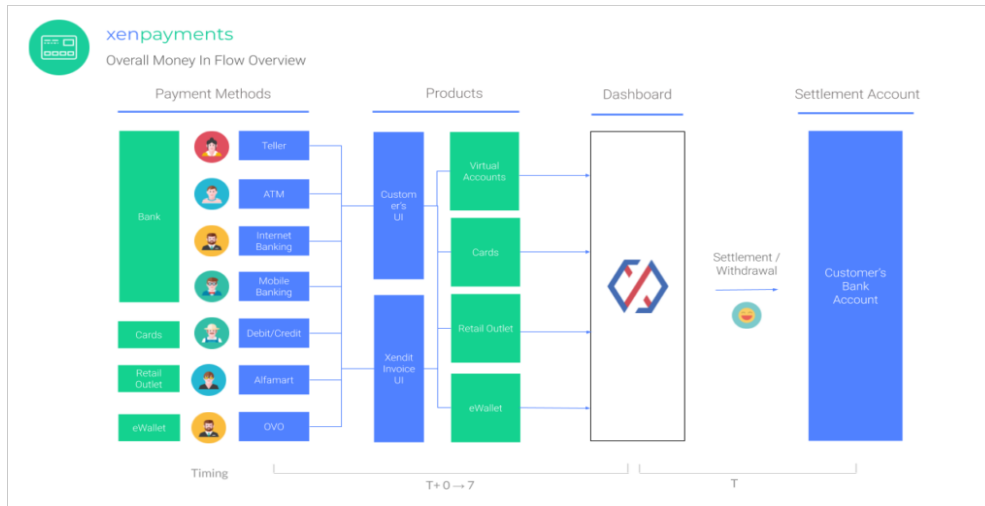 xenpayments
Overall Money In Flow Overview
Payment Methods
Products
Dashboard
Settlement Account
Bank
Teller
ATM
Internet
Banking
Mobile
Banking
Cards
Debit/Credit
Retail
Outlet
Alfamart
eWallet
OVO
Custom
er's
UI
Xendit
Invoice
UI
Virtual
Accounts
Cards
Retail Outlet
eWallet
Settlement /
Withdrawal
Customer's
Bank
Account
Timing
T+ 0 → 7
T